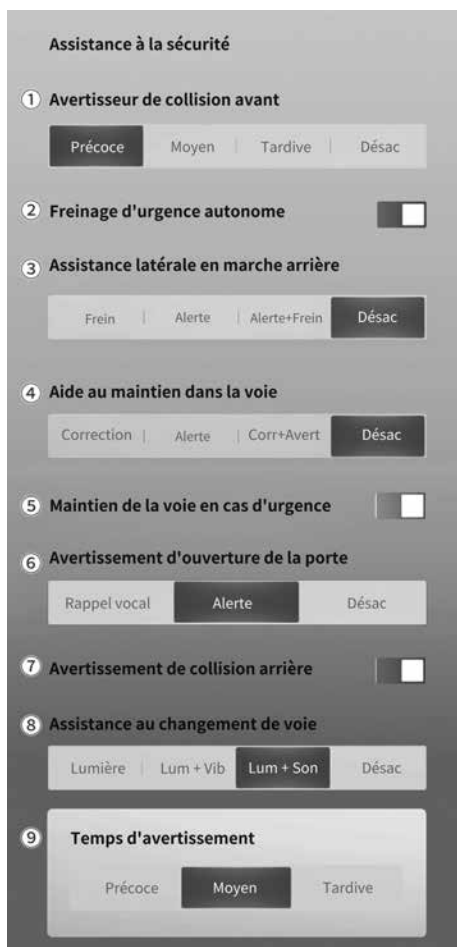 Assistance à la sécurité
① Avertisseur de collision avant
Précoce Moyen Tardive Désac
② Freinage d'urgence autonome
③ Assistance latérale en marche arrière
Frein Alerte Alerte+Frein Désac
④ Aide au maintien dans la voie
Correction Alerte Corr+Avert Désac
⑤ Maintien de la voie en cas d'urgence
⑥ Avertissement d'ouverture de la porte
Rappel vocal Alerte Désac
⑦ Avertissement de collision arrière
⑧ Assistance au changement de voie
Lumière Lum + Vib Lum + Son Désac
⑨ Temps d'avertissement
Précoce Moyen Tardive